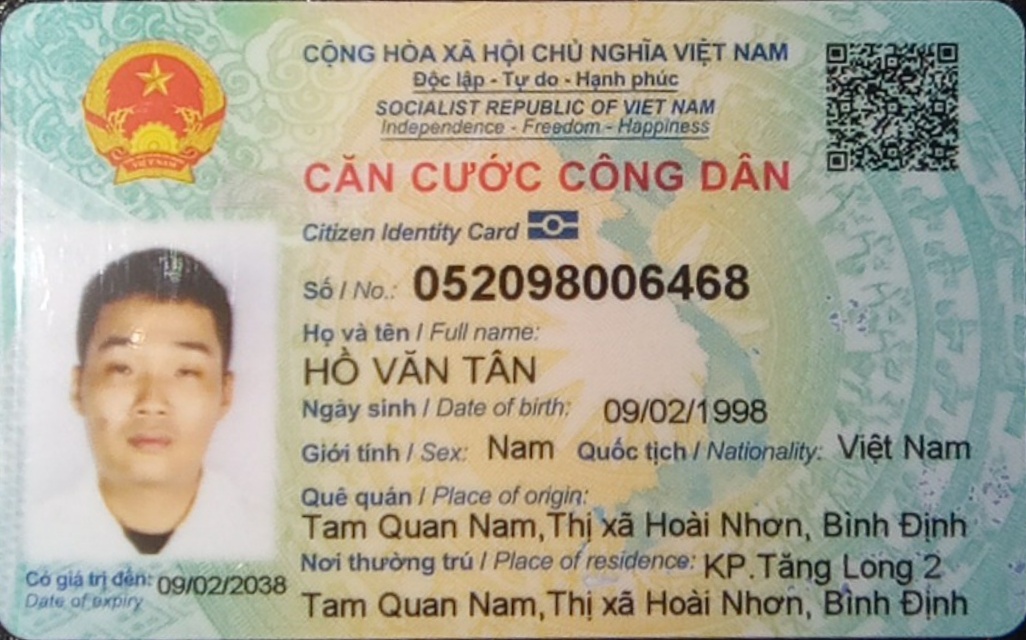 CỘNG HÒA XÃ HỘI CHỦ NGHĨA VIỆT NAM
Độc lập - Tự do - Hạnh phúc
SOCIALIST REPUBLIC OF VIET NAM
Independence - Freedom - Happiness
CĂN CƯỚC CÔNG DÂN
Citizen Identity Card
Số / No.: 052098006468
Họ và tên / Full name:
HỒ VĂN TÂN
Ngày sinh / Date of birth: 09/02/1998
Giới tính / Sex: Nam Quốc tịch / Nationality: Việt Nam
Quê quán / Place of origin:
Tam Quan Nam,Thị xã Hoài Nhơn, Bình Định
Nơi thường trú / Place of residence: KP.Tăng Long 2
Tam Quan Nam,Thị xã Hoài Nhơn, Bình Định
Có giá trị đến: 09/02/2038
Date of expiry
VIỆT NAM